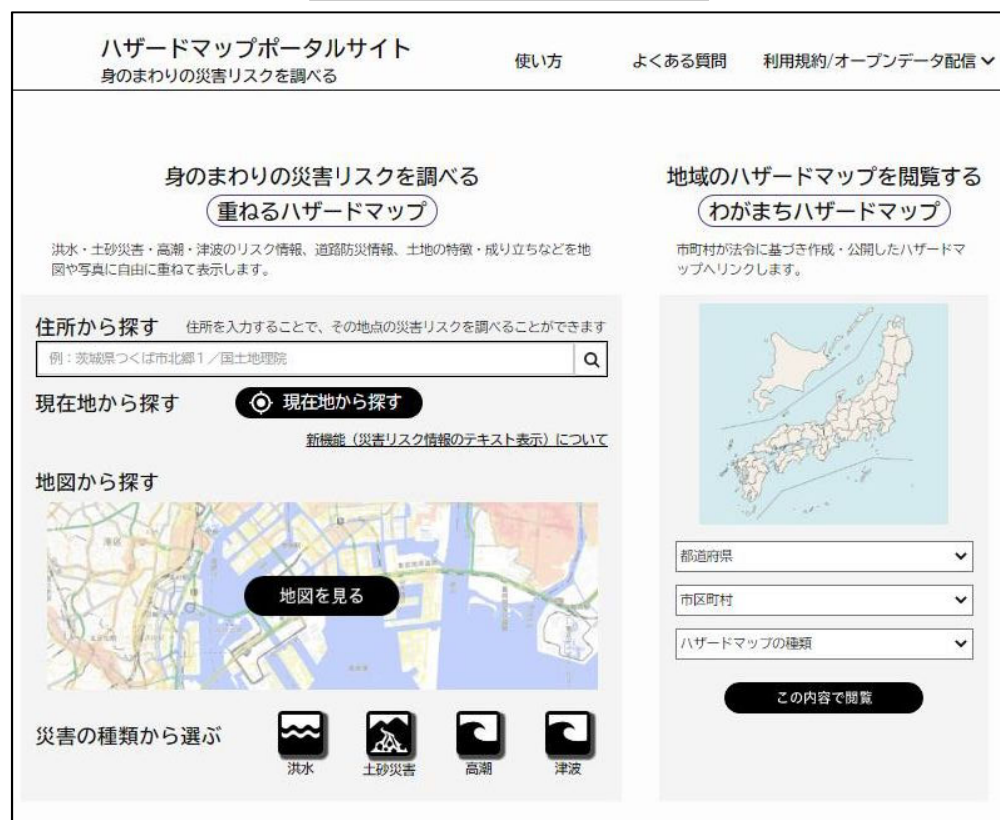 ハザードマップポータルサイト
身のまわりの災害リスクを調べる
使い方
よくある質問
利用規約/オープンデータ配信
身のまわりの災害リスクを調べる
重ねるハザードマップ
洪水・土砂災害・高潮・津波のリスク情報、道路防災情報、土地の特徴・成り立ちなどを地
図や写真に自由に重ねて表示します。
住所から探す
住所を入力することで、その地点の災害リスクを調べることができます
例：茨城県つくば市北郷１／国土地理院
現在地から探す
現在地から探す
新機能（災害リスク情報のテキスト表示）について
地図から探す
港区
地図を見る
災害の種類から選ぶ
洪水
土砂災害
高潮
津波
地域のハザードマップを閲覧する
わがまちハザードマップ
市町村が法令に基づき作成・公開したハザードマ
ップへリンクします。
都道府県
市区町村
ハザードマップの種類
この内容で閲覧